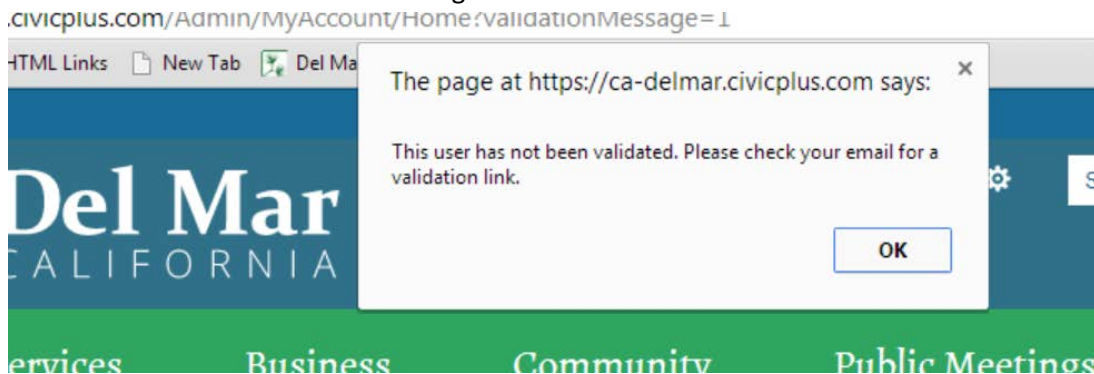 .civicplus.com/Admin/MyAccount/Home?validationMessage=1
HTML Links New Tab Del Ma
The page at https://ca-delmar.civicplus.com says:
This user has not been validated. Please check your email for a
validation link.
OK
Del Mar
CALIFORNIA
S
ervices Business Community Public Meetings